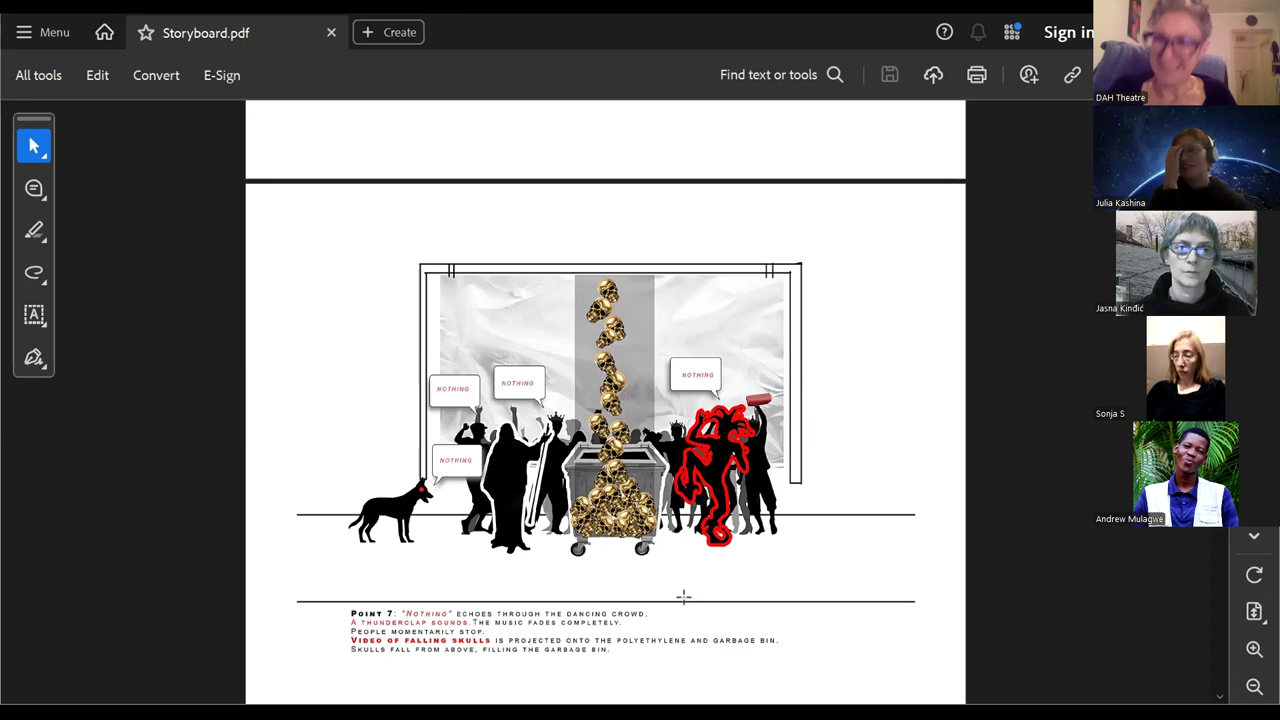 Menu
Storyboard.pdf
Create
Sign in
All tools
Edit
Convert
E-Sign
Find text or tools
DAH Theatre
Julia Kashina
Jasna Kinđić
Sonja S
Andrew Mulagwe
NOTHING
NOTHING
NOTHING
NOTHING
POINT 7: "NOTHING" ECHOES THROUGH THE DANCING CROWD.
A THUNDERCLAP SOUNDS. THE MUSIC FADES COMPLETELY.
PEOPLE MOMENTARILY STOP.
VIDEO OF FALLING SKULLS IS PROJECTED ONTO THE POLYETHYLENE AND GARBAGE BIN.
SKULLS FALL FROM ABOVE, FILLING THE GARBAGE BIN.